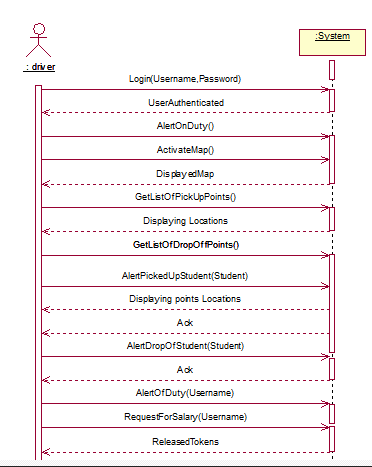 :System
: driver
Login(Username,Password)
UserAuthenticated
AlertOnDuty()
ActivateMap()
DisplayedMap
GetListOfPickUpPoints()
Displaying Locations
GetListOfDropOffPoints()
AlertPickedUpStudent(Student)
Displaying points Locations
Ack
AlertDropOfStudent(Student)
Ack
AlertOfDuty(Username)
RequestForSalary(Username)
ReleasedTokens